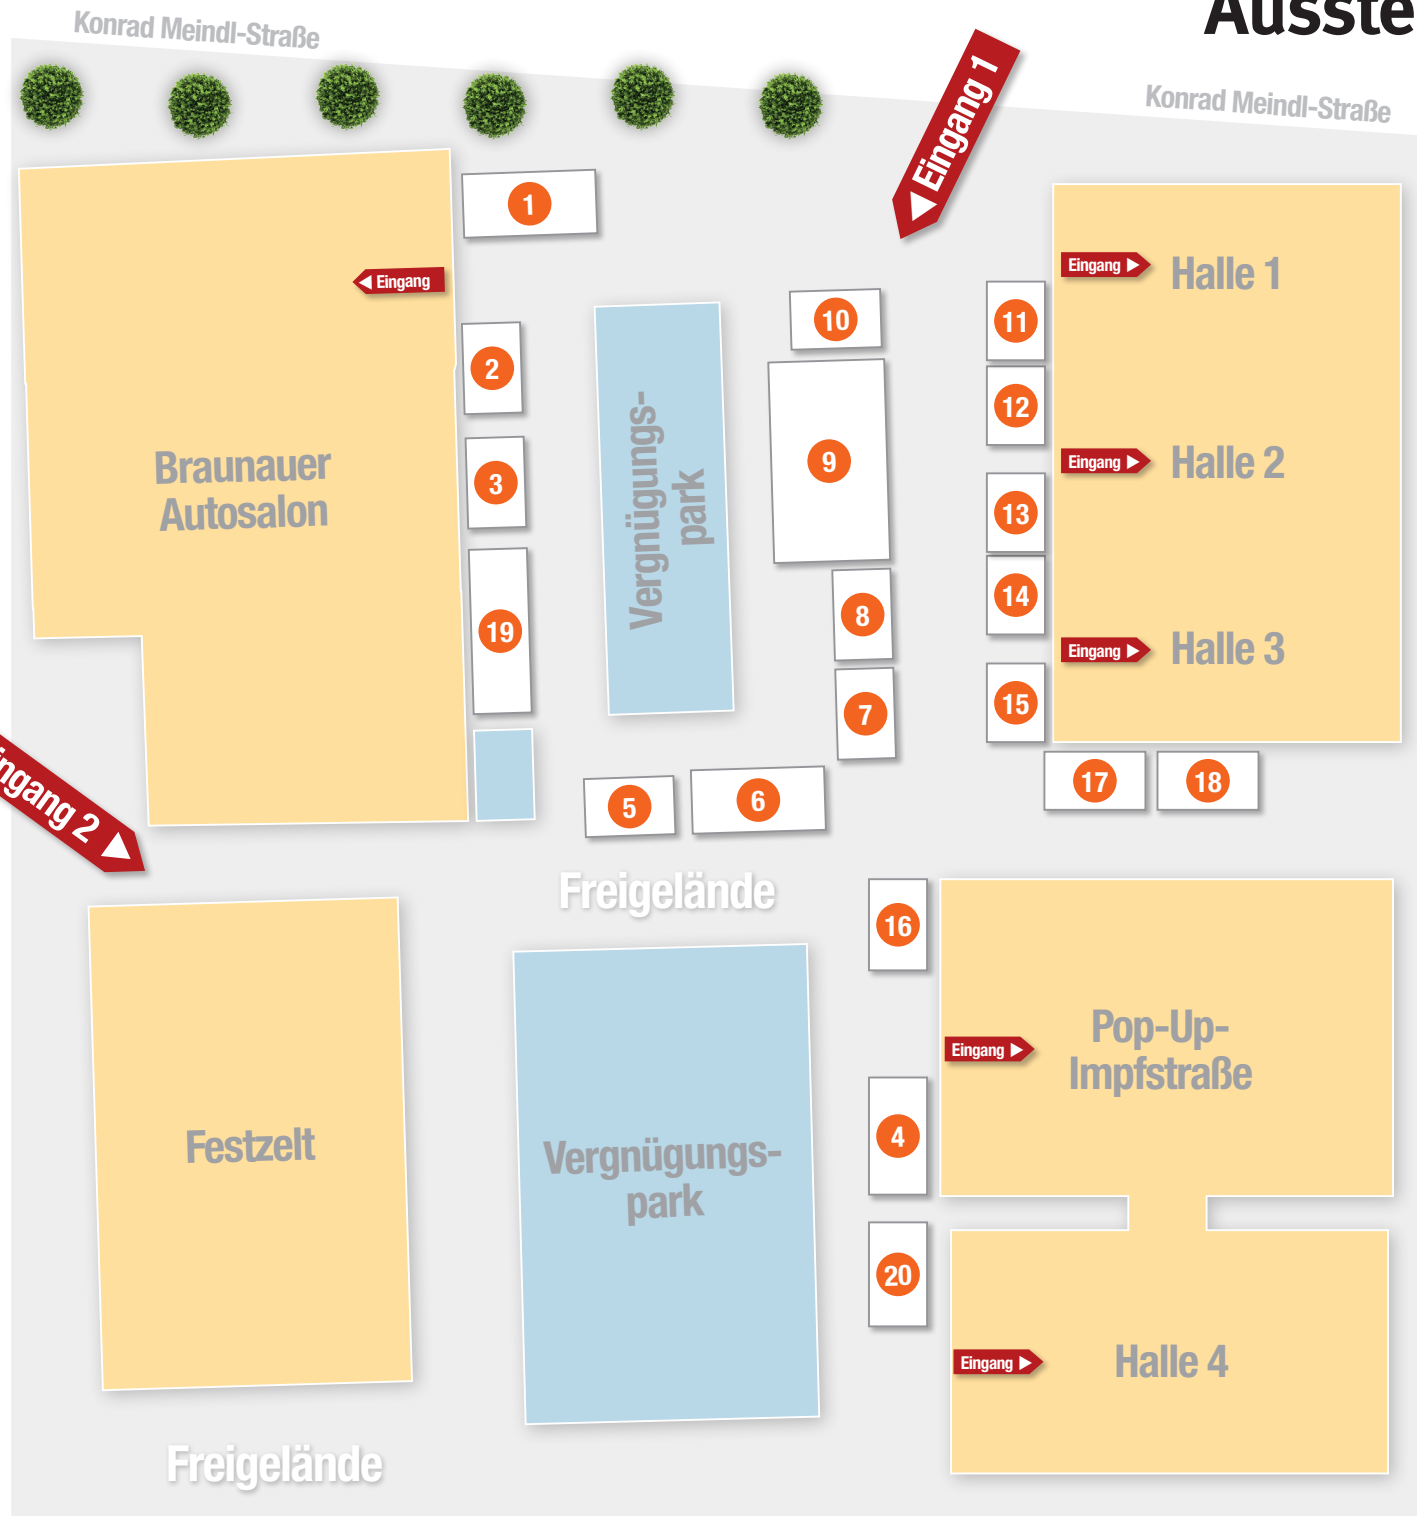 Konrad Meindl-Straße
Ausste
Eingang 1
Konrad Meindl-Straße
1
Eingang
Eingang
Halle 1
10
11
2
12
Vergnügungs-
park
Braunauer
Autosalon
9
Eingang
Halle 2
3
13
14
8
19
Eingang
Halle 3
7
15
17
18
5
6
ingang 2
Freigelände
16
Pop-Up-
Impfstraße
Eingang
Festzelt
Vergnügungs-
park
4
20
Eingang
Halle 4
Freigelände